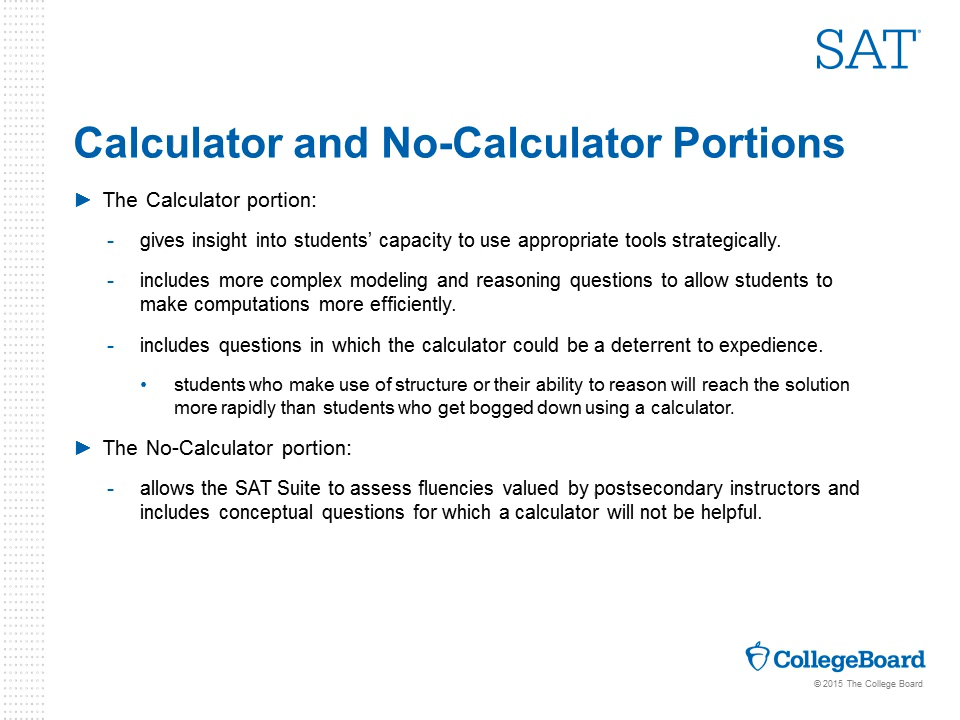 SAT®
Calculator and No-Calculator Portions
► The Calculator portion:
- gives insight into students’ capacity to use appropriate tools strategically.
- includes more complex modeling and reasoning questions to allow students to
make computations more efficiently.
- includes questions in which the calculator could be a deterrent to expedience.
• students who make use of structure or their ability to reason will reach the solution
more rapidly than students who get bogged down using a calculator.
► The No-Calculator portion:
- allows the SAT Suite to assess fluencies valued by postsecondary instructors and
includes conceptual questions for which a calculator will not be helpful.
CollegeBoard
© 2015 The College Board